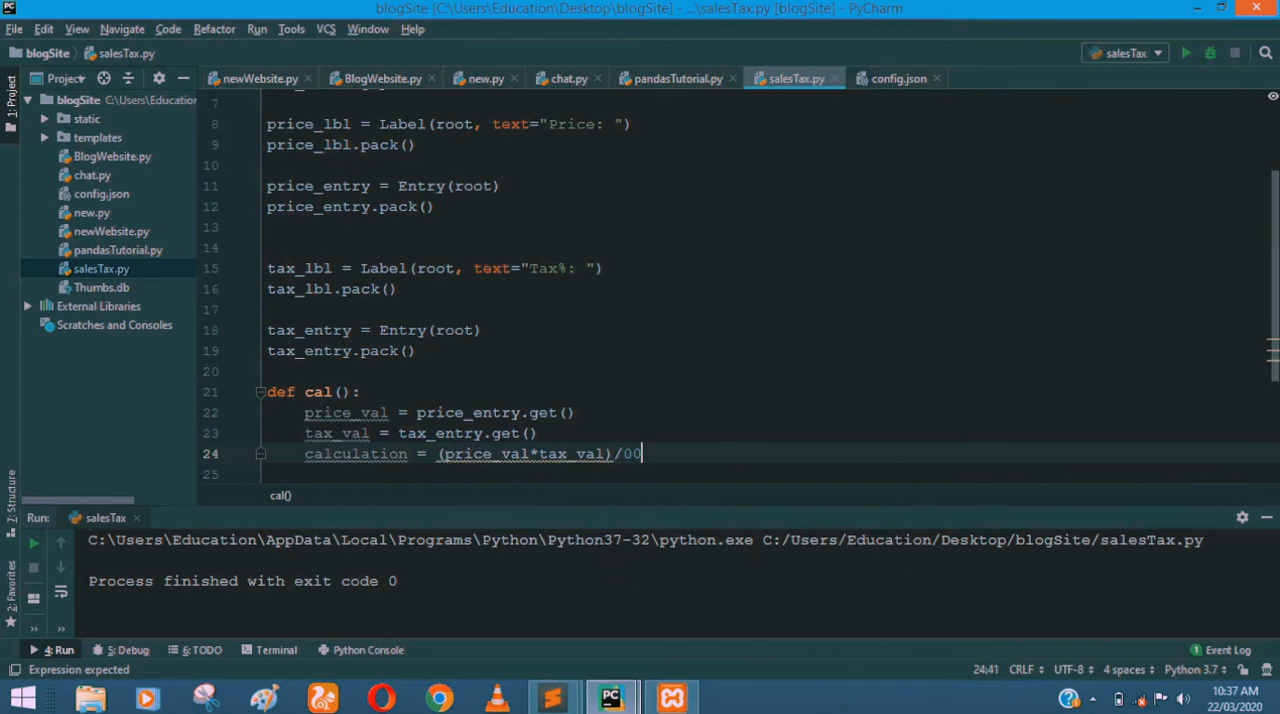 blogSite [C:\Users\Education\Desktop\blogSite] - ...\salesTax.py [blogSite] - PyCharm
File Edit View Navigate Code Refactor Run Tools VCS Window Help
blogSite salesTax.py salesTax
1: Project
Project newWebsite.py BlogWebsite.py new.py chat.py pandasTutorial.py salesTax.py config.json
blogSite C:\Users\Education
static
templates
BlogWebsite.py
chat.py
config.json
new.py
newWebsite.py
pandasTutorial.py
salesTax.py
Thumbs.db
External Libraries
Scratches and Consoles
7
8 price_lbl = Label(root, text="Price: ")
9 price_lbl.pack()
10
11 price_entry = Entry(root)
12 price_entry.pack()
13
14
15 tax_lbl = Label(root, text="Tax%: ")
16 tax_lbl.pack()
17
18 tax_entry = Entry(root)
19 tax_entry.pack()
20
21 def cal():
22 price_val = price_entry.get()
23 tax_val = tax_entry.get()
24 calculation = (price_val*tax_val)/00
25
cal()
7: Structure
2: Favorites
Run: salesTax
C:\Users\Education\AppData\Local\Programs\Python\Python37-32\python.exe C:/Users/Education/Desktop/blogSite/salesTax.py
Process finished with exit code 0
4: Run 5: Debug 6: TODO Terminal Python Console 1 Event Log
Expression expected 24:41 CRLF UTF-8 4 spaces Python 3.7
PC
10:37 AM
22/03/2020